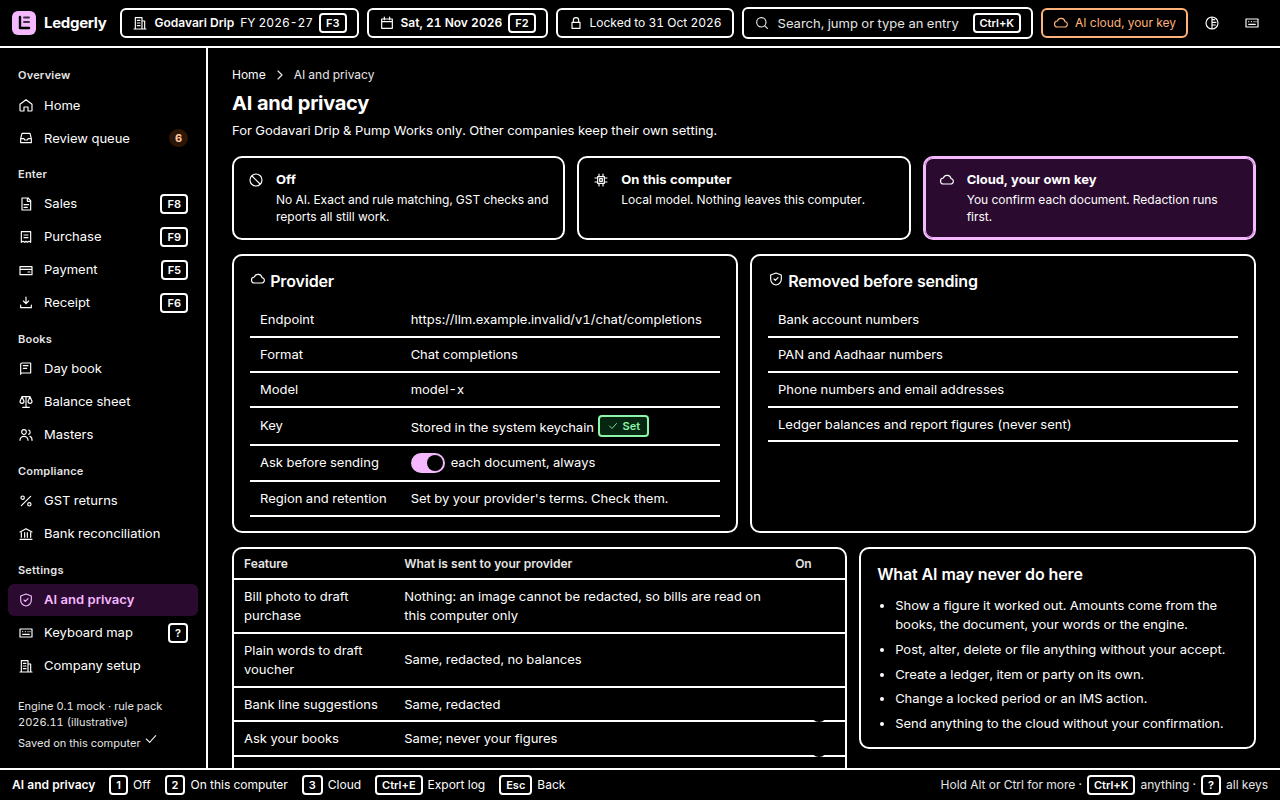 Ledgerly
Godavari Drip FY 2026-27 F3
Sat, 21 Nov 2026 F2
Locked to 31 Oct 2026
Search, jump or type an entry Ctrl+K
AI cloud, your key
Overview
Home
Review queue 6
Enter
Sales F8
Purchase F9
Payment F5
Receipt F6
Books
Day book
Balance sheet
Masters
Compliance
GST returns
Bank reconciliation
Settings
AI and privacy
Keyboard map ?
Company setup
Engine 0.1 mock · rule pack
2026.11 (illustrative)
Saved on this computer
Home > AI and privacy
AI and privacy
For Godavari Drip & Pump Works only. Other companies keep their own setting.
Off
No AI. Exact and rule matching, GST checks and
reports all still work.
On this computer
Local model. Nothing leaves this computer.
Cloud, your own key
You confirm each document. Redaction runs
first.
Provider
Endpoint https://llm.example.invalid/v1/chat/completions
Format Chat completions
Model model-x
Key Stored in the system keychain Set
Ask before sending each document, always
Region and retention Set by your provider's terms. Check them.
Removed before sending
Bank account numbers
PAN and Aadhaar numbers
Phone numbers and email addresses
Ledger balances and report figures (never sent)
Feature What is sent to your provider On
Bill photo to draft
purchase
Nothing: an image cannot be redacted, so bills are read on
this computer only
Plain words to draft
voucher
Same, redacted, no balances
Bank line suggestions Same, redacted
Ask your books Same; never your figures
What AI may never do here
• Show a figure it worked out. Amounts come from the
books, the document, your words or the engine.
• Post, alter, delete or file anything without your accept.
• Create a ledger, item or party on its own.
• Change a locked period or an IMS action.
• Send anything to the cloud without your confirmation.
AI and privacy 1 Off 2 On this computer 3 Cloud Ctrl+E Export log Esc Back
Hold Alt or Ctrl for more · Ctrl+K anything · ? all keys